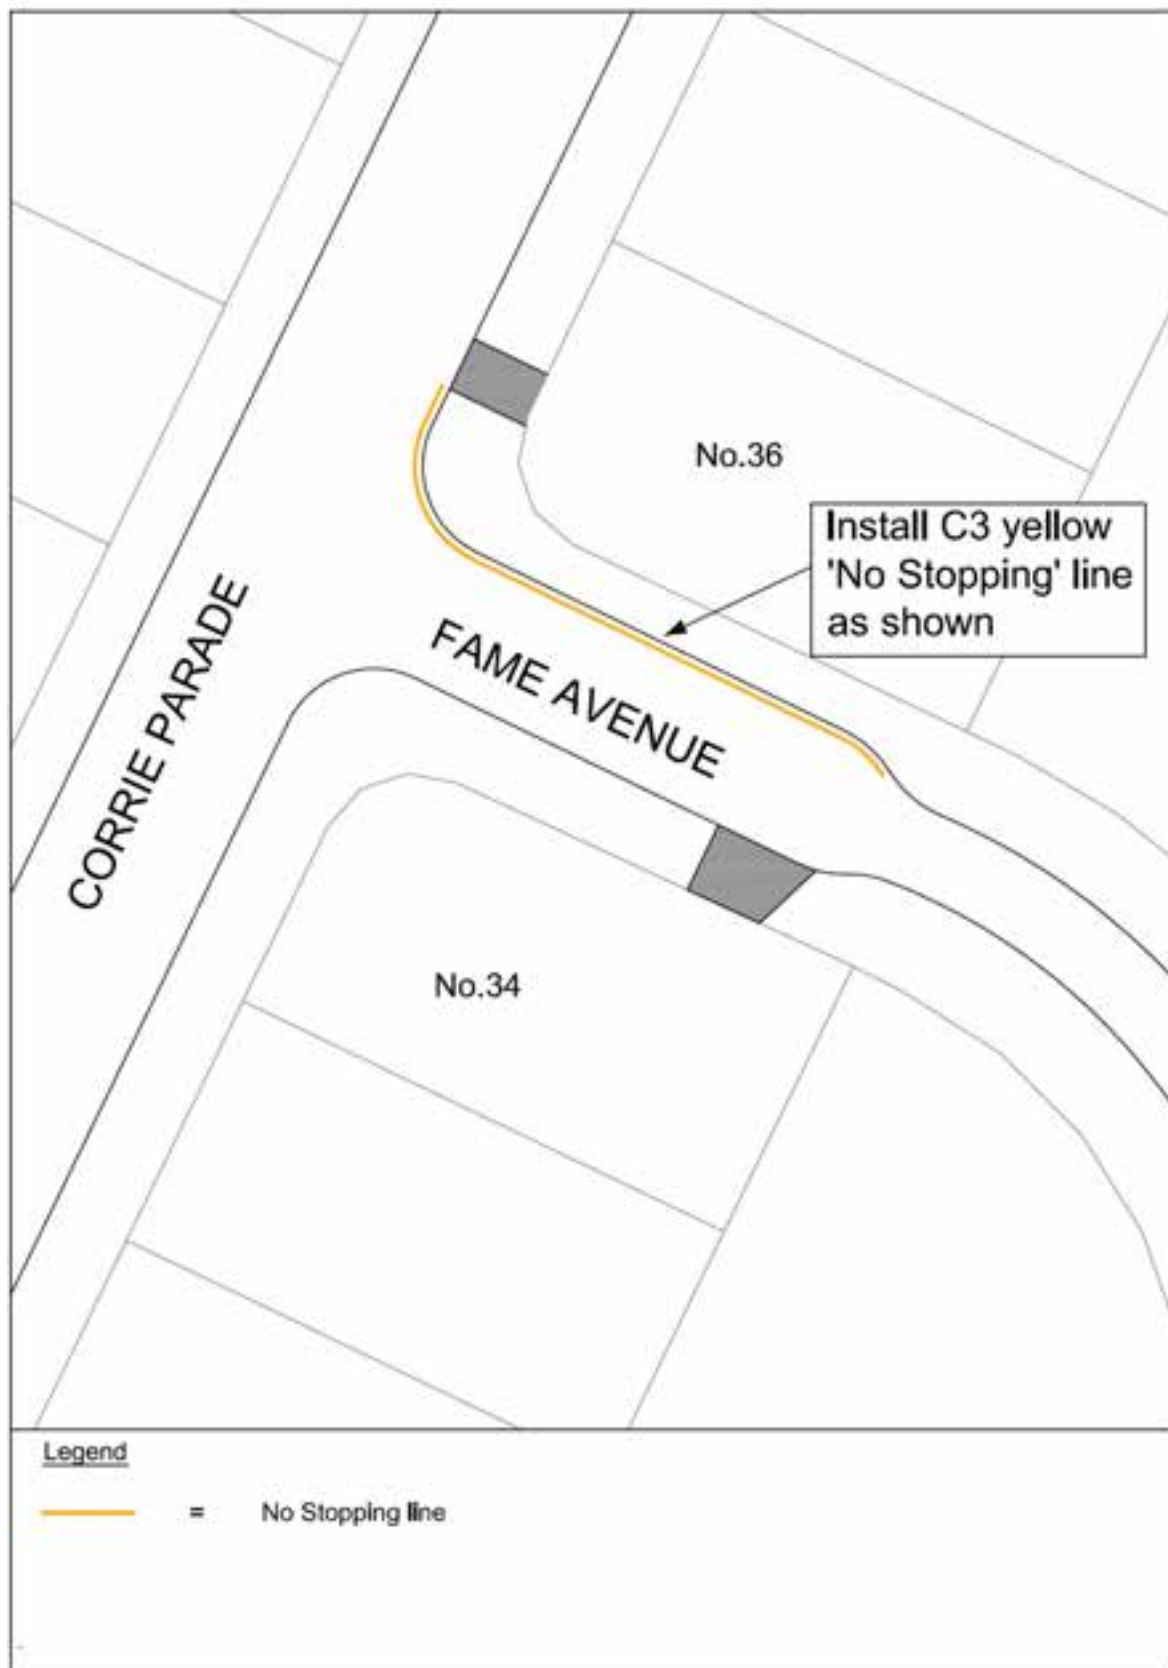 No.36
Install C3 yellow
'No Stopping' line
as shown
FAME AVENUE
CORRIE PARADE
No.34
Legend
= No Stopping line